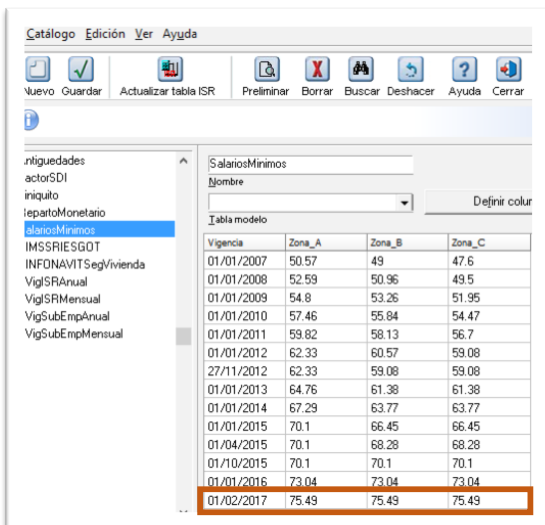 Catálogo Edición Ver Ayuda
Nuevo Guardar Actualizar tabla ISR Preliminar Borrar Buscar Deshacer Ayuda Cerrar
ntiguedades
actorSDI
iniquito
RepartoMonetario
alariosMinimos
IMSSRIESGOT
INFONAVITSegVivienda
VigISRAnual
VigISRMensual
VigSubEmpAnual
VigSubEmpMensual
SalariosMinimos
Nombre
Definir colur
Tabla modelo
Vigencia Zona_A Zona_B Zona_C
01/01/2007 50.57 49 47.6
01/01/2008 52.59 50.96 49.5
01/01/2009 54.8 53.26 51.95
01/01/2010 57.46 55.84 54.47
01/01/2011 59.82 58.13 56.7
01/01/2012 62.33 60.57 59.08
27/11/2012 62.33 59.08 59.08
01/01/2013 64.76 61.38 61.38
01/01/2014 67.29 63.77 63.77
01/01/2015 70.1 66.45 66.45
01/04/2015 70.1 68.28 68.28
01/10/2015 70.1 70.1 70.1
01/01/2016 73.04 73.04 73.04
01/02/2017 75.49 75.49 75.49